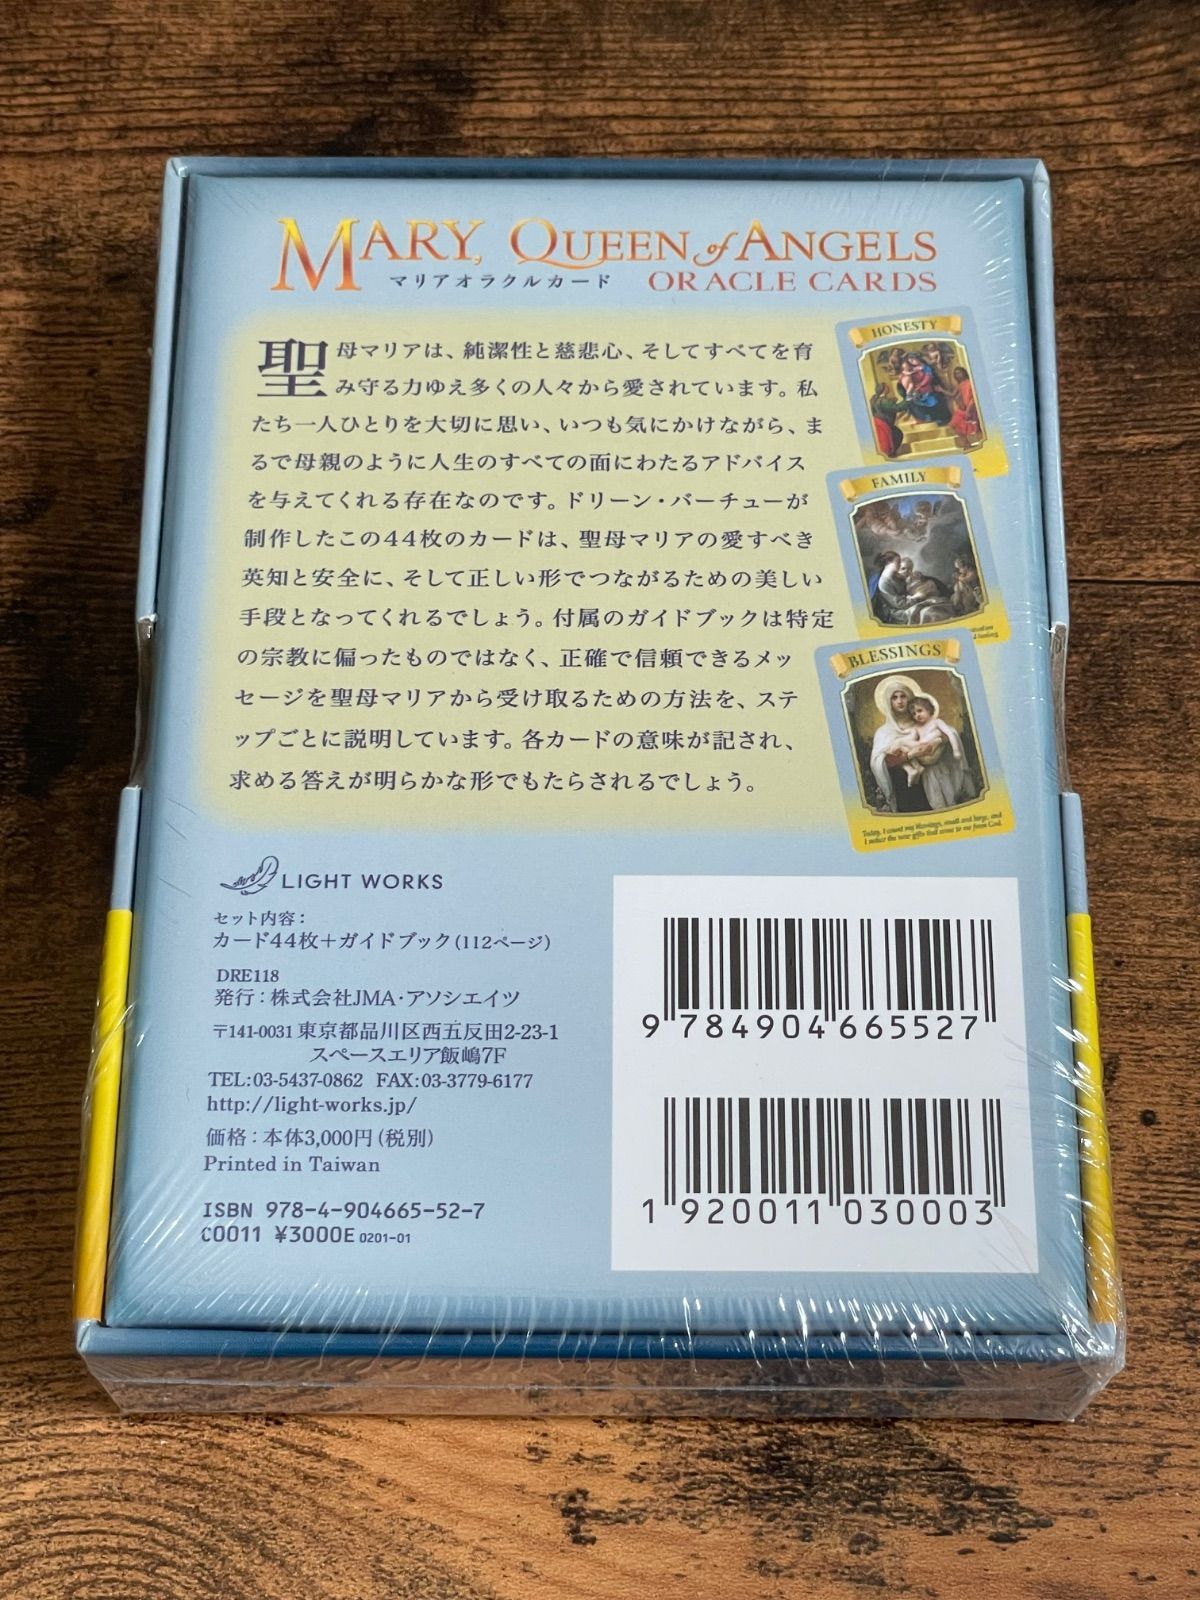 MARY, QUEEN of ANGELS
マリアオラクルカード ORACLE CARDS
聖母マリアは、純潔性と慈悲心、そしてすべてを育
み守る力ゆえ多くの人々から愛されています。私
たち一人ひとりを大切に思い、いつも気にかけながら、ま
るで母親のように人生のすべての面にわたるアドバイス
を与えてくれる存在なのです。ドリーン・バーチューが
制作したこの44枚のカードは、聖母マリアの愛すべき
英知と安全に、そして正しい形でつながるための美しい
手段となってくれるでしょう。付属のガイドブックは特定
の宗教に偏ったものではなく、正確で信頼できるメッ
セージを聖母マリアから受け取るための方法を、ステ
ップごとに説明しています。各カードの意味が記され、
求める答えが明らかな形でもたらされるでしょう。
HONESTY
FAMILY
BLESSINGS
Today, I count my blessings, small and large, and
I notice the new gifts that come to me from God.
LIGHT WORKS
セット内容：
カード44枚＋ガイドブック（112ページ）
DRE118
発行：株式会社JMA・アソシエイツ
〒141-0031 東京都品川区西五反田2-23-1
スペースエリア飯嶋7F
TEL:03-5437-0862 FAX:03-3779-6177
http://light-works.jp/
価格：本体3,000円（税別）
Printed in Taiwan
ISBN 978-4-904665-52-7
C0011 ¥3000E 0201-01
9784904665527
1920011030003